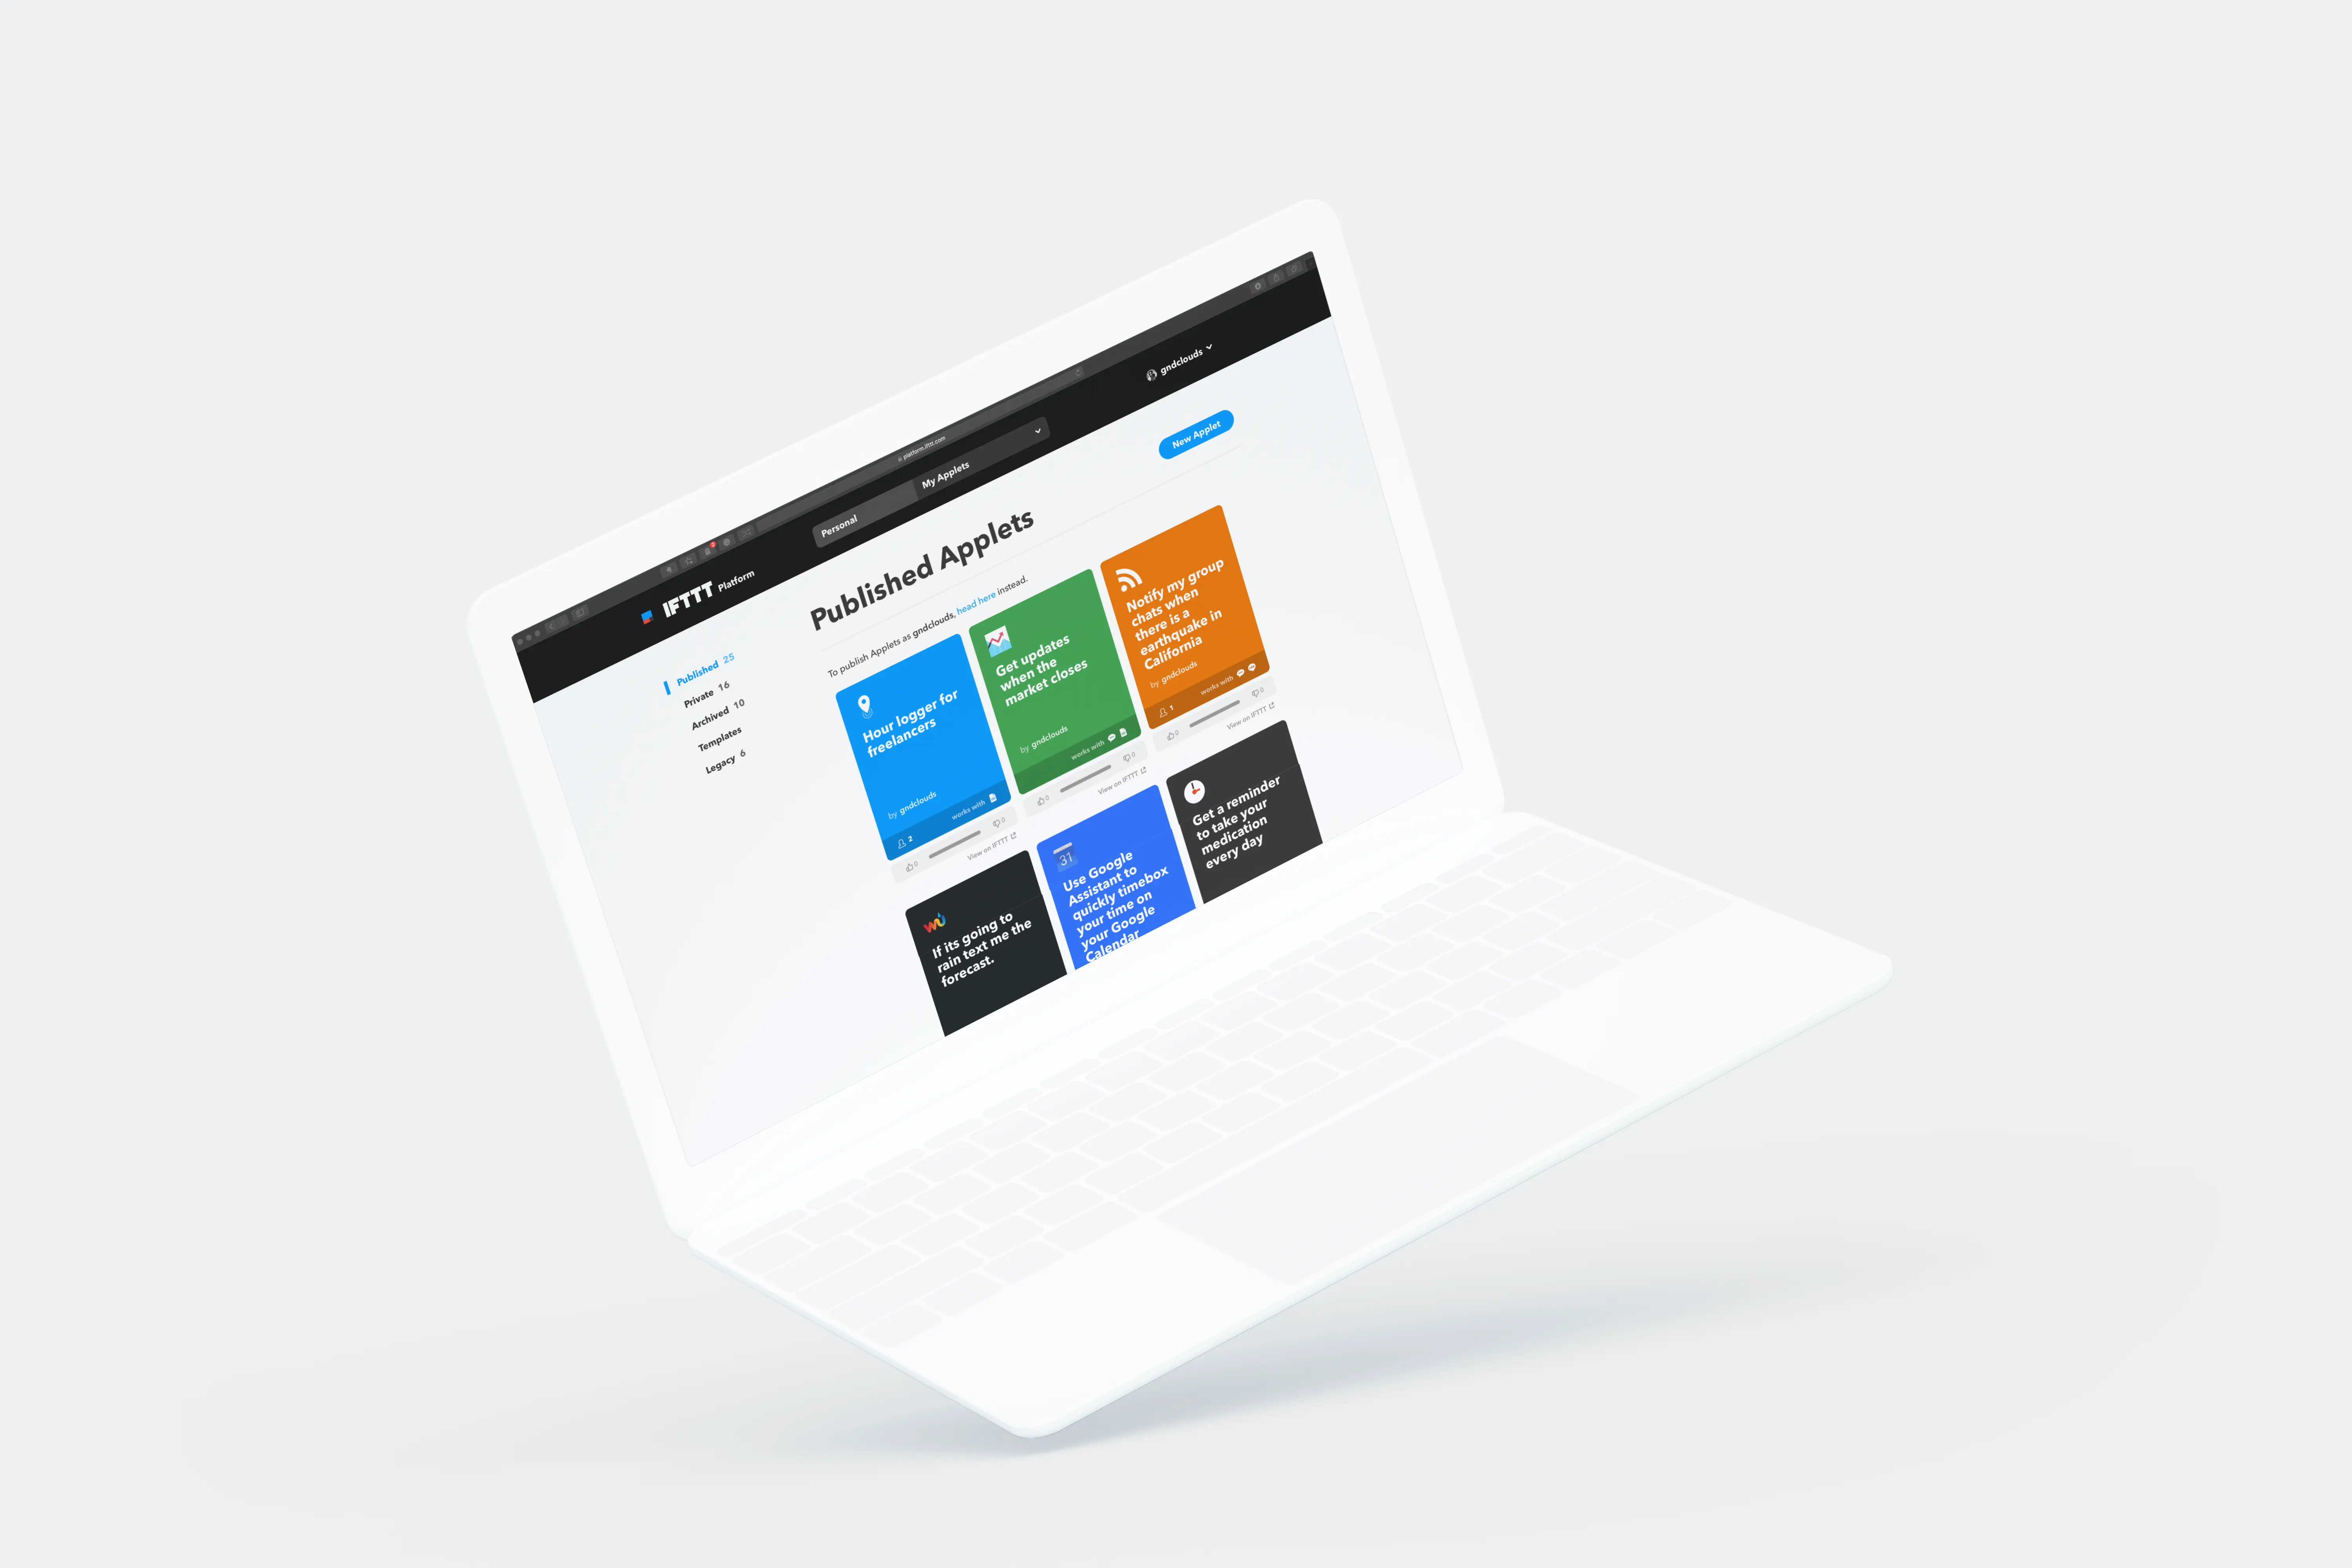 platform.ifttt.com
IFTTT Platform
Personal
My Applets
gndclouds
Published 25
Private 16
Archived 10
Templates
Legacy 6
Published Applets
New Applet
To publish Applets as gndclouds, head here instead.
Hour logger for
freelancers
by gndclouds
2
works with
0
0
View on IFTTT
Get updates
when the
market closes
by gndclouds
works with
0
0
View on IFTTT
Notify my group
chats when
there is a
earthquake in
California
by gndclouds
1
works with
0
0
View on IFTTT
wu
If its going to
rain text me the
forecast.
31
Use Google
Assistant to
quickly timebox
your time on
your Google
Calendar
Get a reminder
to take your
medication
every day